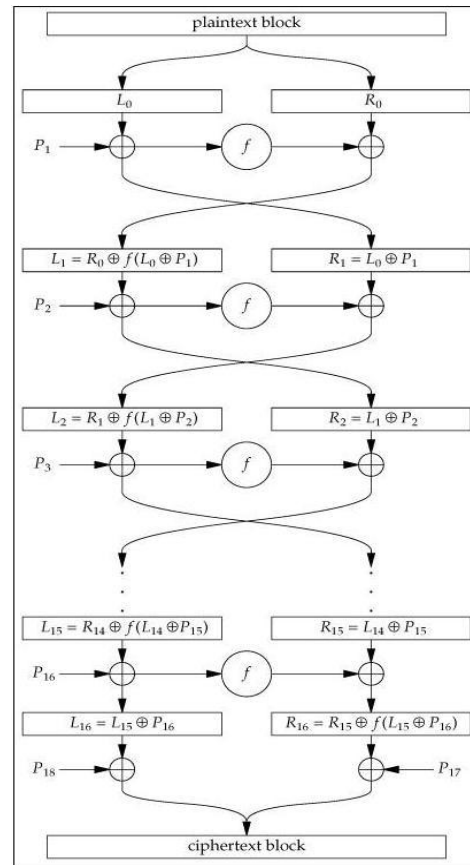 plaintext block
L₀ R₀
P₁ f
L₁ = R₀ ⊕ f(L₀ ⊕ P₁) R₁ = L₀ ⊕ P₁
P₂ f
L₂ = R₁ ⊕ f(L₁ ⊕ P₂) R₂ = L₁ ⊕ P₂
P₃ f
L₁₅ = R₁₄ ⊕ f(L₁₄ ⊕P₁₅) R₁₅ = L₁₄ ⊕ P₁₅
P₁₆ f
L₁₆ = L₁₅ ⊕ P₁₆ R₁₆ = R₁₅ ⊕ f(L₁₅ ⊕ P₁₆)
P₁₈ P₁₇
ciphertext block